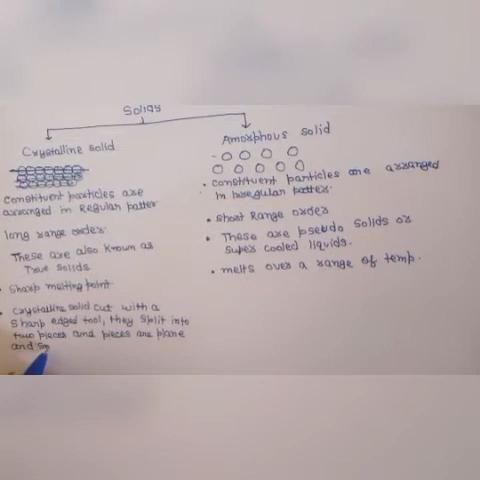 Solids
Crystalline solid
constituent particles are
arranged in Regular patter
long range order.
These are also known as
True solids
• Sharp melting point
• Crystalline solid cut with a
sharp edged tool, they split into
two pieces and pieces are plane
and sm
Amorphous solid
• constituent particles are arranged
in irregular patter.
• Short Range order
• These are pseudo solids or
super cooled liquids.
• melts over a range of temp.